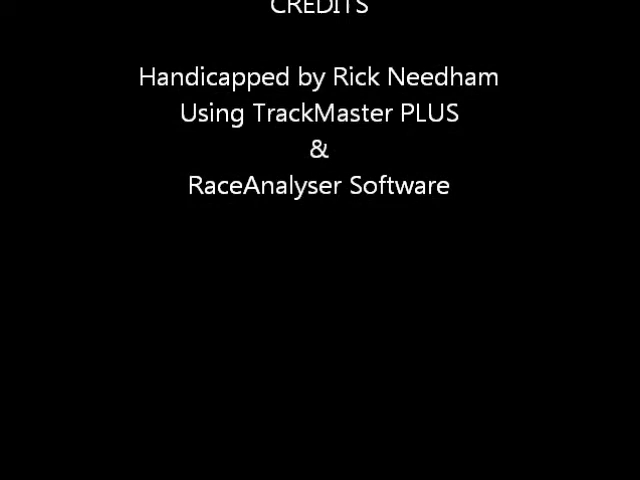 CREDITS
Handicapped by Rick Needham
Using TrackMaster PLUS
&
RaceAnalyser Software